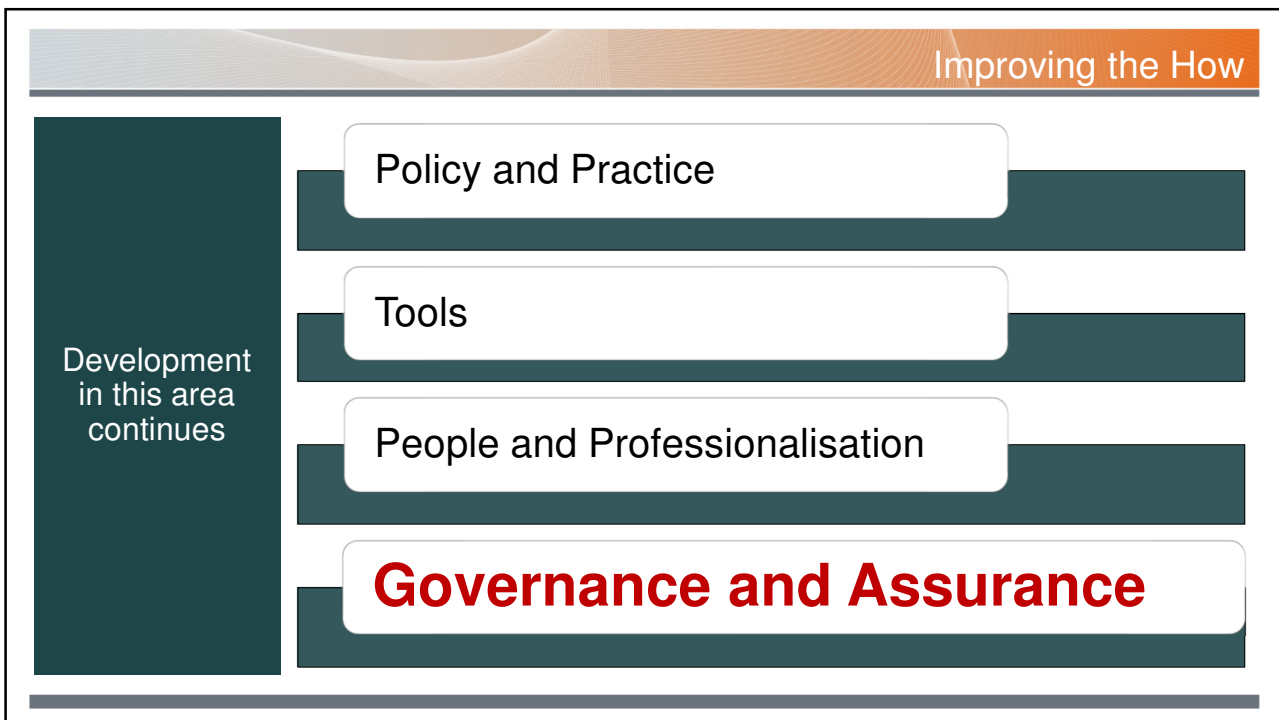 Improving the How
Policy and Practice
Tools
Development
in this area
continues
People and Professionalisation
Governance and Assurance